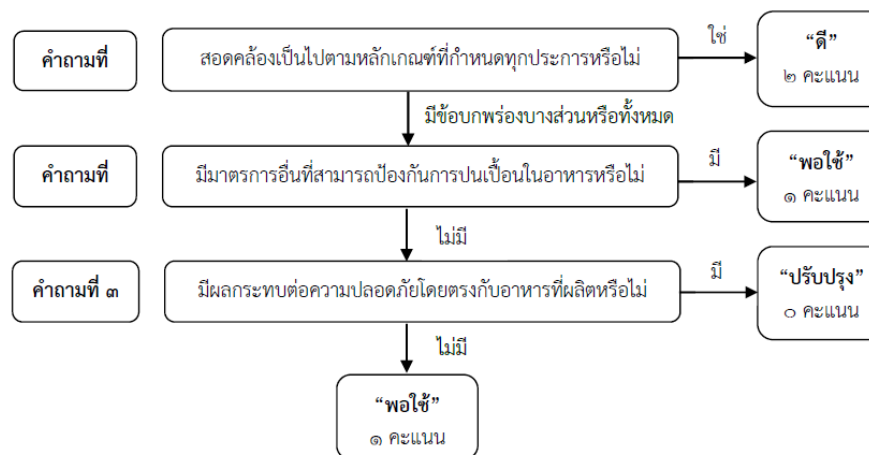 คำถามที่
สอดคล้องเป็นไปตามหลักเกณฑ์ที่กำหนดทุกประการหรือไม่
ใช่
“ดี”
๒ คะแนน
มีข้อบกพร่องบางส่วนหรือทั้งหมด
คำถามที่
มีมาตรการอื่นที่สามารถป้องกันการปนเปื้อนในอาหารหรือไม่
มี
“พอใช้”
๑ คะแนน
ไม่มี
คำถามที่ ๓
มีผลกระทบต่อความปลอดภัยโดยตรงกับอาหารที่ผลิตหรือไม่
มี
“ปรับปรุง”
๐ คะแนน
ไม่มี
“พอใช้”
๑ คะแนน